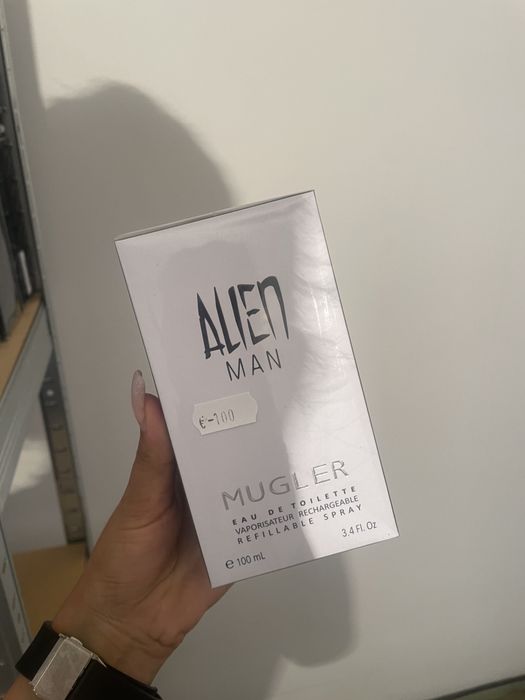 ALIEN
MAN
€-100
MUGLER
EAU DE TOILETTE
VAPORISATEUR RECHARGEABLE
REFILLABLE SPRAY
℮ 100 mL
3.4 Fl. Oz